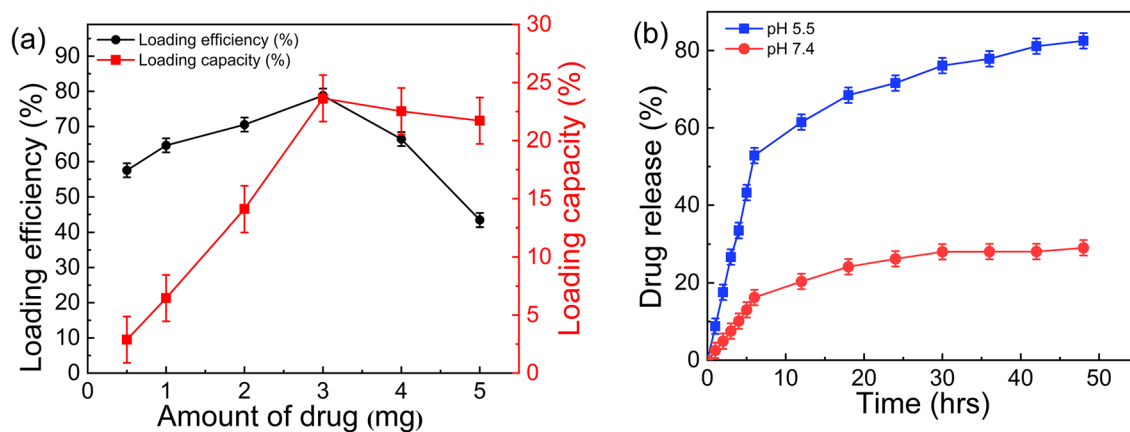 (a)
Loading efficiency (%)
Loading capacity (%)
90
80
70
60
50
40
30
20
10
0
Loading efficiency (%)
30
25
20
15
10
5
0
Loading capacity (%)
0 1 2 3 4 5
Amount of drug (mg)
(b)
pH 5.5
pH 7.4
80
60
40
20
0
Drug release (%)
0 10 20 30 40 50
Time (hrs)